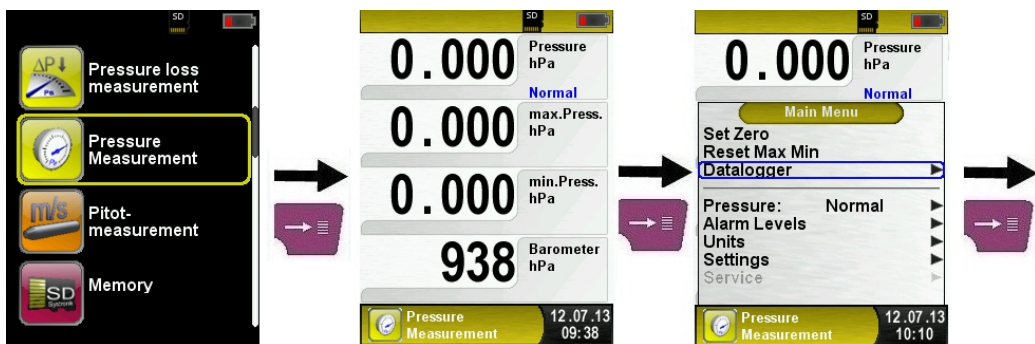 SD
ΔP↓
Pa
Pressure loss
measurement
Pressure
Measurement
m/s
Pitot-
measurement
SD
Memory
SD
0.000
Pressure
hPa
Normal
0.000
max.Press.
hPa
0.000
min.Press.
hPa
938
Barometer
hPa
Pressure
Measurement
12.07.13
09:38
SD
0.000
Pressure
hPa
Normal
Main Menu
Set Zero
Reset Max Min
Datalogger
Pressure: Normal
Alarm Levels
Units
Settings
Service
Pressure
Measurement
12.07.13
10:10